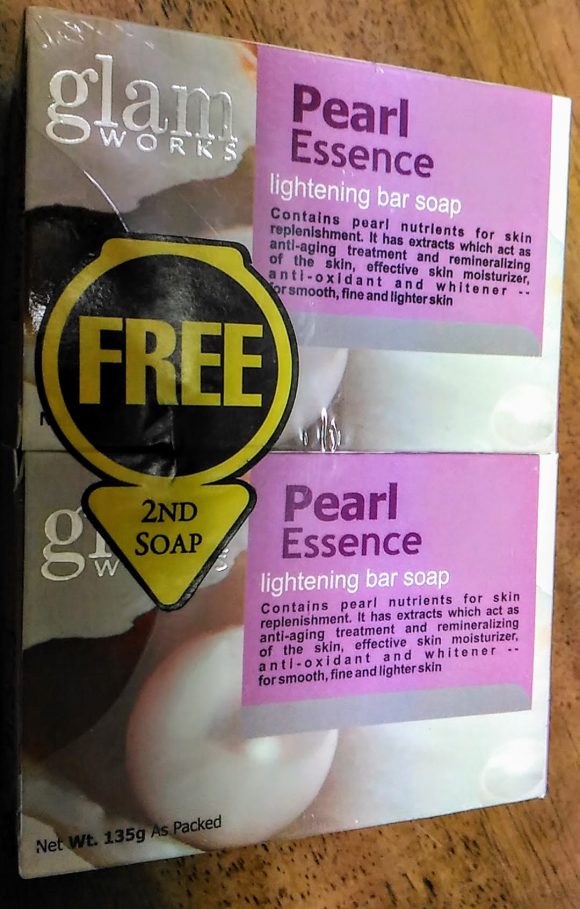 glam
WORKS
Pearl
Essence
lightening bar soap
Contains pearl nutrients for skin
replenishment. It has extracts which act as
anti-aging treatment and remineralizing
of the skin, effective skin moisturizer,
anti-oxidant and whitener --
for smooth, fine and lighter skin
FREE
2ND
SOAP
Pearl
Essence
lightening bar soap
Contains pearl nutrients for skin
replenishment. It has extracts which act as
anti-aging treatment and remineralizing
of the skin, effective skin moisturizer,
anti-oxidant and whitener --
for smooth, fine and lighter skin
Net Wt. 135g As Packed